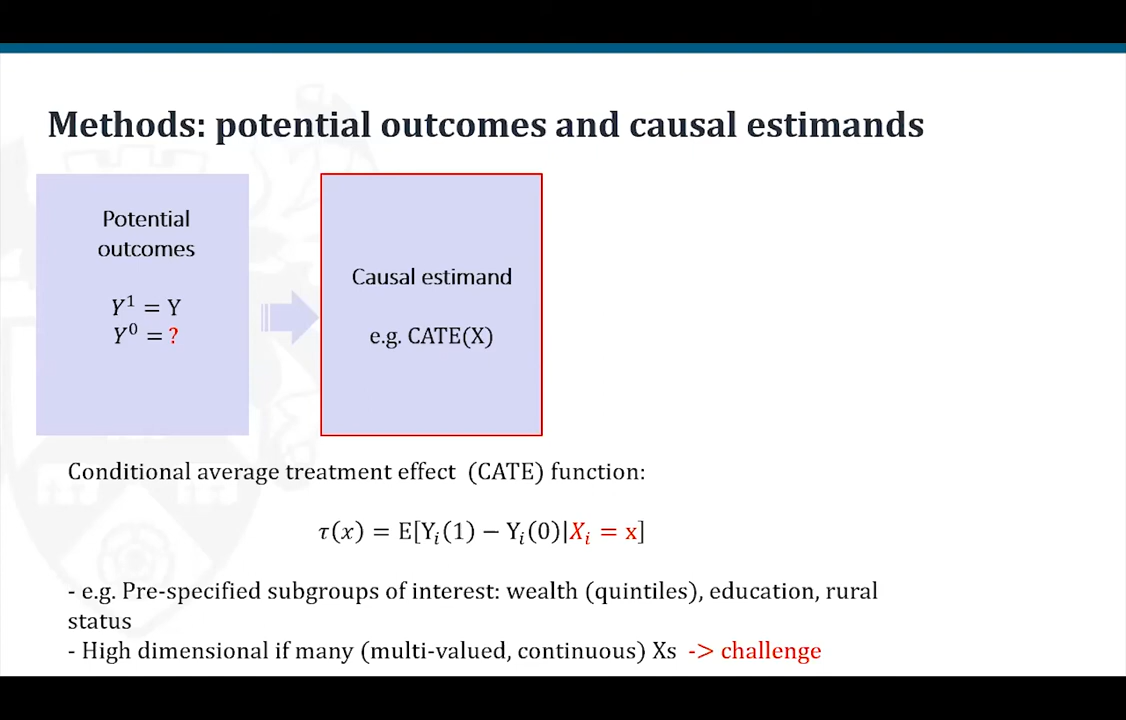 Methods: potential outcomes and causal estimands
Potential
outcomes
Y¹ = Y
Y⁰ = ?
Causal estimand
e.g. CATE(X)
Conditional average treatment effect (CATE) function:
τ(x) = E[Yᵢ(1) − Yᵢ(0)|Xᵢ = x]
- e.g. Pre-specified subgroups of interest: wealth (quintiles), education, rural
status
- High dimensional if many (multi-valued, continuous) Xs -> challenge